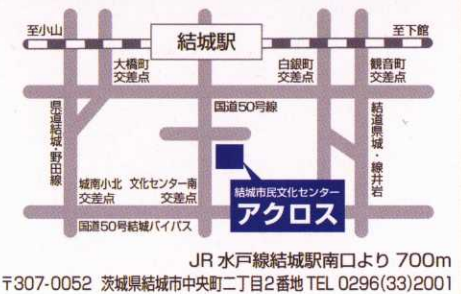 至小山
結城駅
至下館
大橋町
交差点
白銀町
交差点
観音町
交差点
国道50号線
県道結城・野田線
結道県城・線井岩
城南小北
交差点
文化センター南
交差点
結城市民文化センター
アクロス
国道50号結城バイパス
JR 水戸線結城駅南口より 700m
〒307-0052 茨城県結城市中央町二丁目2番地 TEL 0296(33)2001